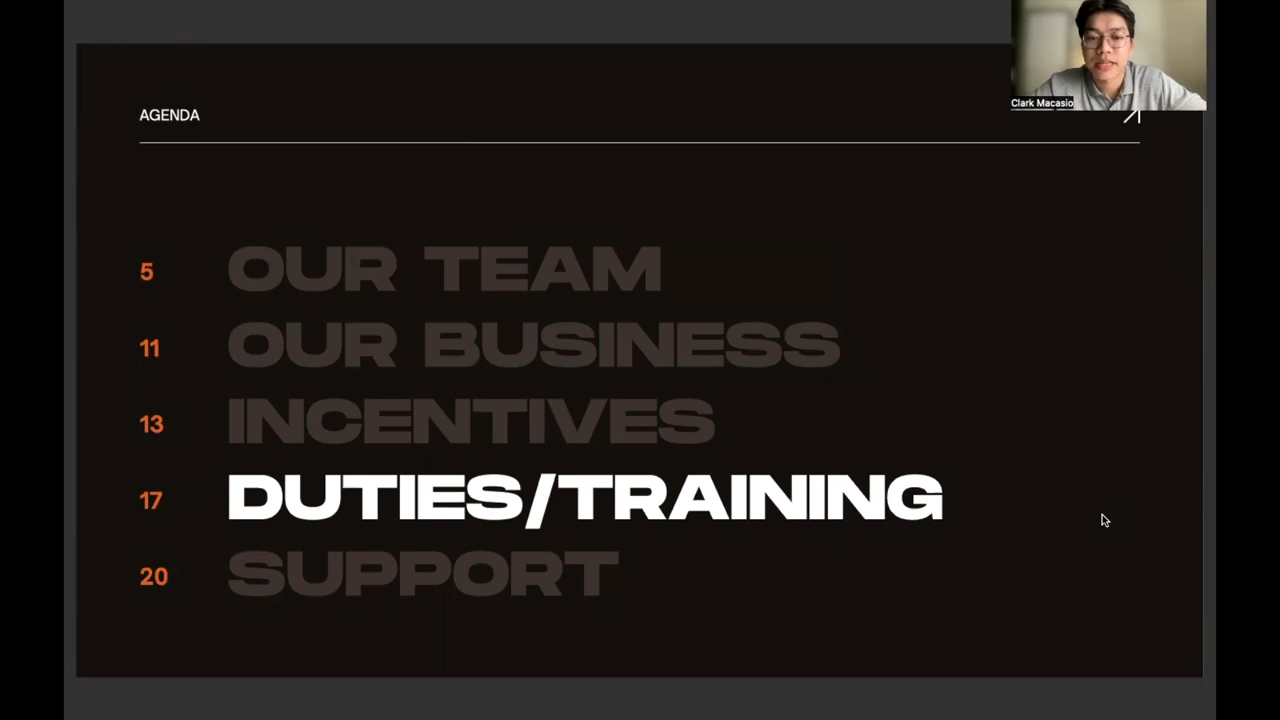 Clark Macasio
AGENDA
5 OUR TEAM
11 OUR BUSINESS
13 INCENTIVES
17 DUTIES/TRAINING
20 SUPPORT